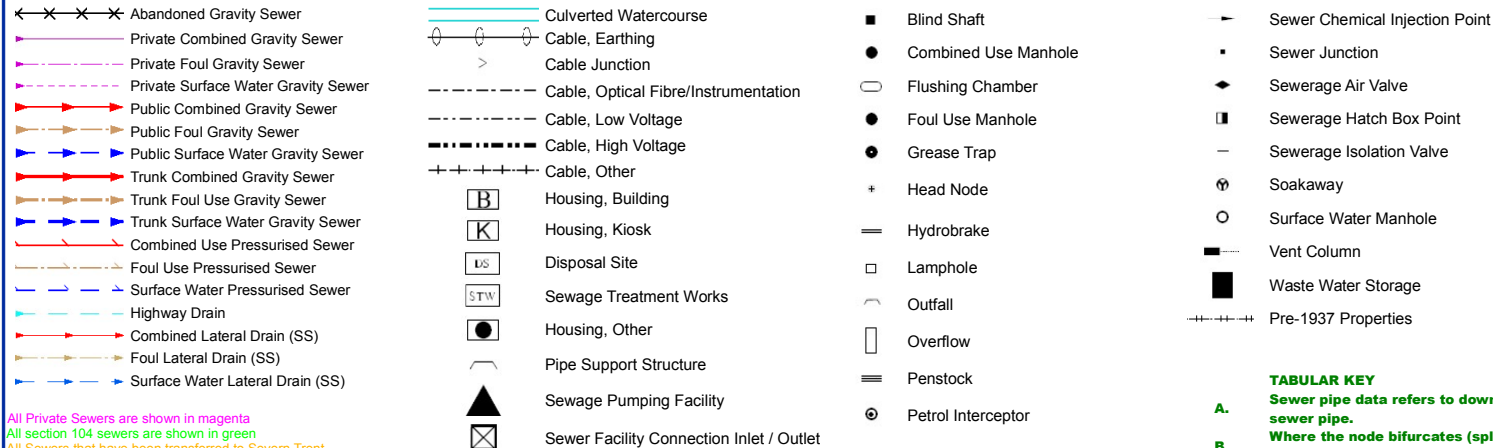 Abandoned Gravity Sewer
Private Combined Gravity Sewer
Private Foul Gravity Sewer
Private Surface Water Gravity Sewer
Public Combined Gravity Sewer
Public Foul Gravity Sewer
Public Surface Water Gravity Sewer
Trunk Combined Gravity Sewer
Trunk Foul Use Gravity Sewer
Trunk Surface Water Gravity Sewer
Combined Use Pressurised Sewer
Foul Use Pressurised Sewer
Surface Water Pressurised Sewer
Highway Drain
Combined Lateral Drain (SS)
Foul Lateral Drain (SS)
Surface Water Lateral Drain (SS)
All Private Sewers are shown in magenta
All section 104 sewers are shown in green
All Sewers that have been transferred to Severn Trent
Culverted Watercourse
Cable, Earthing
Cable Junction
Cable, Optical Fibre/Instrumentation
Cable, Low Voltage
Cable, High Voltage
Cable, Other
B Housing, Building
K Housing, Kiosk
DS Disposal Site
STW Sewage Treatment Works
Housing, Other
Pipe Support Structure
Sewage Pumping Facility
Sewer Facility Connection Inlet / Outlet
Blind Shaft
Combined Use Manhole
Flushing Chamber
Foul Use Manhole
Grease Trap
Head Node
Hydrobrake
Lamphole
Outfall
Overflow
Penstock
Petrol Interceptor
Sewer Chemical Injection Point
Sewer Junction
Sewerage Air Valve
Sewerage Hatch Box Point
Sewerage Isolation Valve
Soakaway
Surface Water Manhole
Vent Column
Waste Water Storage
Pre-1937 Properties
TABULAR KEY
A. Sewer pipe data refers to
sewer pipe.
B. Where the node bifurcates